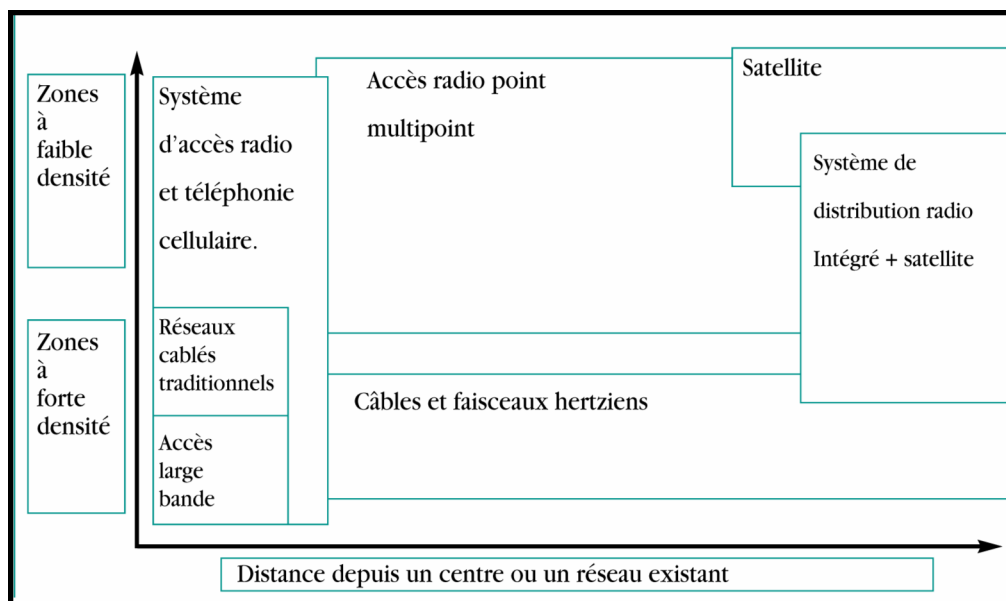 Zones
à
faible
densité
Zones
à
forte
densité
Système
d'accès radio
et téléphonie
cellulaire.
Réseaux
cablés
traditionnels
Accès
large
bande
Accès radio point
multipoint
Satellite
Système de
distribution radio
Intégré + satellite
Câbles et faisceaux hertziens
Distance depuis un centre ou un réseau existant